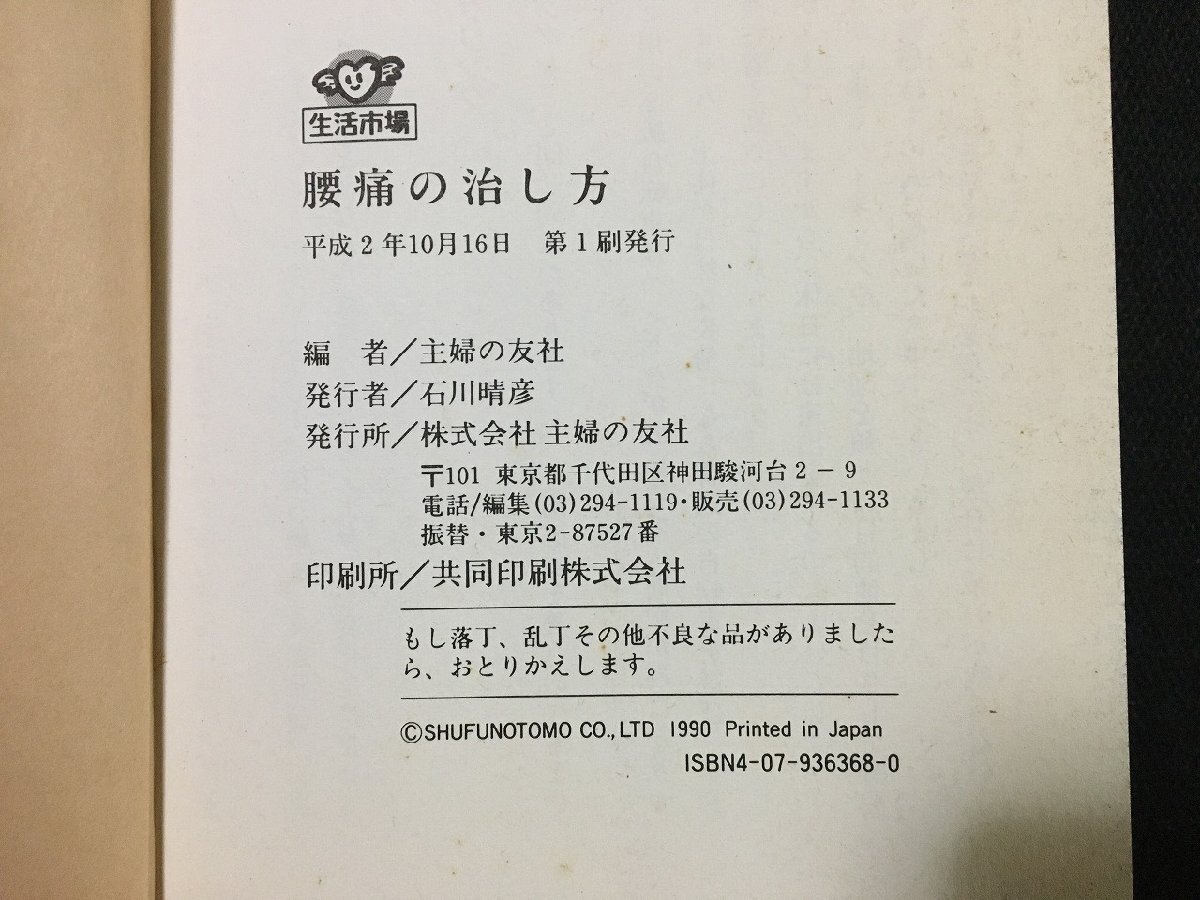 生活市場
腰痛の治し方
平成2年10月16日 第1刷発行
編 者/主婦の友社
発行者/石川晴彦
発行所/株式会社 主婦の友社
〒101 東京都千代田区神田駿河台2-9
電話/編集(03)294-1119・販売(03)294-1133
振替・東京2-87527番
印刷所/共同印刷株式会社
もし落丁、乱丁その他不良な品がありました
ら、おとりかえします。
©SHUFUNOTOMO CO.,LTD 1990 Printed in Japan
ISBN4-07-936368-0